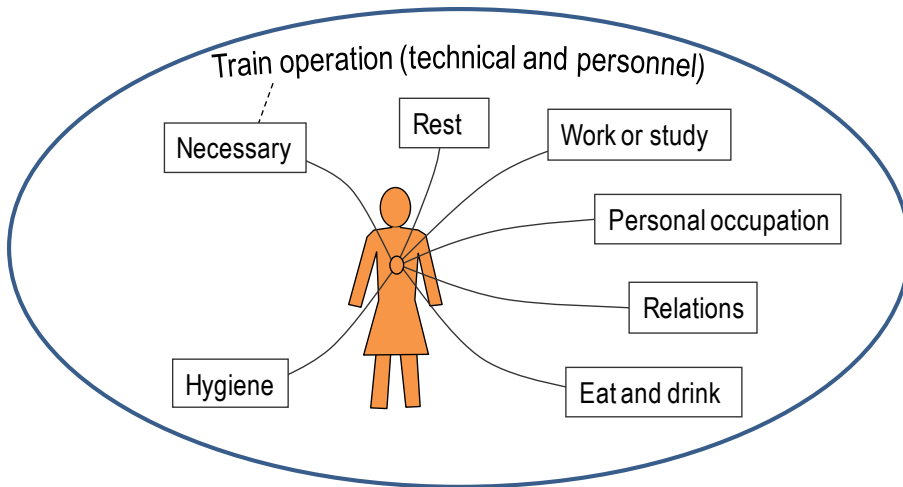 Train operation (technical and personnel)
Necessary
Rest
Work or study
Personal occupation
Relations
Hygiene
Eat and drink